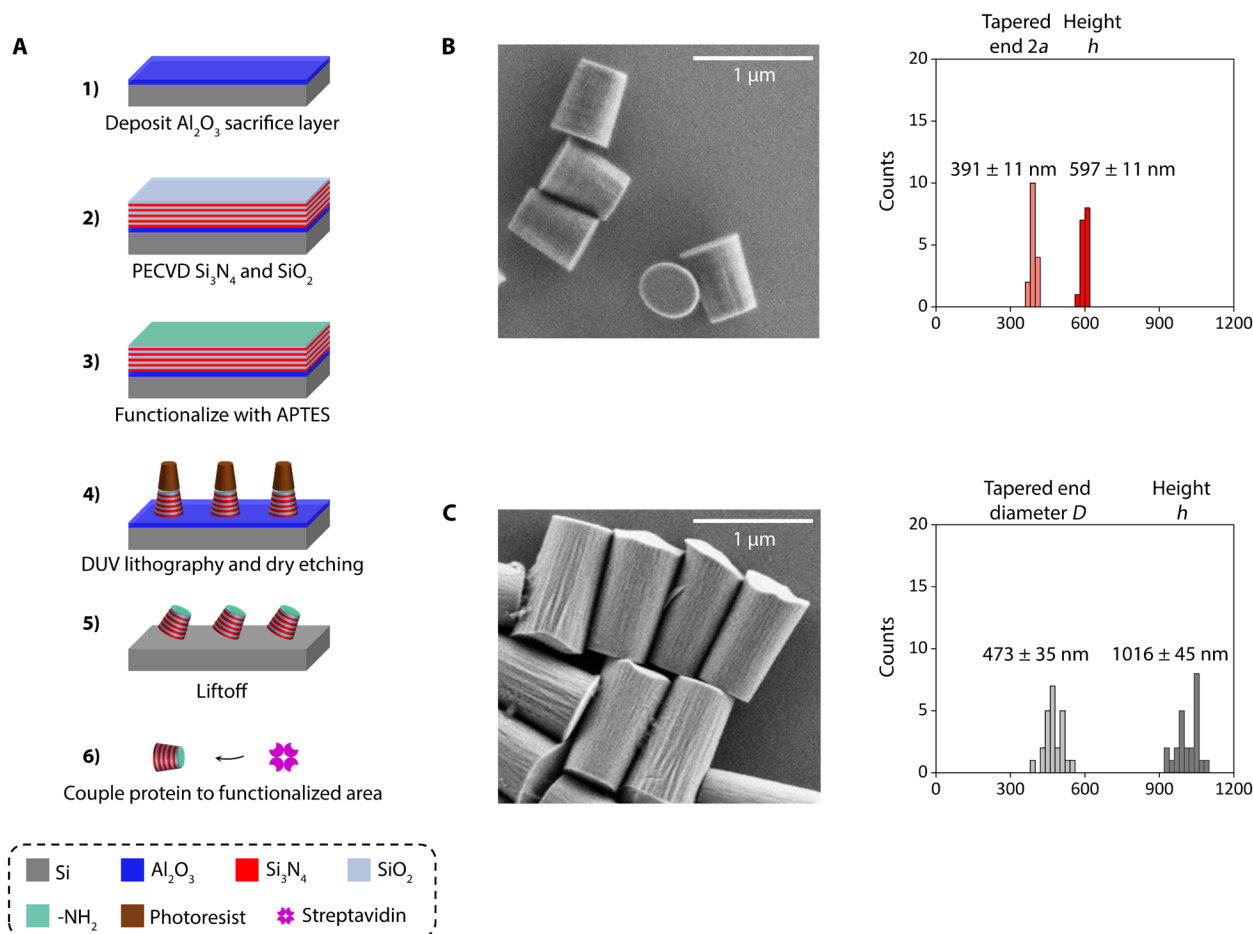 A
1)
Deposit Al₂O₃ sacrifice layer
2)
PECVD Si₃N₄ and SiO₂
3)
Functionalize with APTES
4)
DUV lithography and dry etching
5)
Liftoff
6)
Couple protein to functionalized area
Si
Al₂O₃
Si₃N₄
SiO₂
-NH₂
Photoresist
Streptavidin
B
1 µm
Tapered
end 2a
Height
h
20
15
10
5
0
Counts
391 ± 11 nm
597 ± 11 nm
0 300 600 900 1200
C
1 µm
Tapered end
diameter D
Height
h
20
15
10
5
0
Counts
473 ± 35 nm
1016 ± 45 nm
0 300 600 900 1200